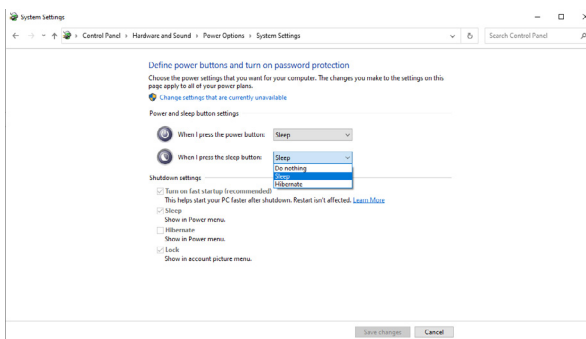 System Settings
Control Panel › Hardware and Sound › Power Options › System Settings
Search Control Panel
Define power buttons and turn on password protection
Choose the power settings that you want for your computer. The changes you make to the settings on this
page apply to all of your power plans.
Change settings that are currently unavailable
Power and sleep button settings
When I press the power button: Sleep
When I press the sleep button: Sleep
Do nothing
Sleep
Hibernate
Shutdown settings
Turn on fast startup (recommended)
This helps start your PC faster after shutdown. Restart isn't affected. Learn More
Sleep
Show in Power menu.
Hibernate
Show in Power menu.
Lock
Show in account picture menu.
Save changes Cancel